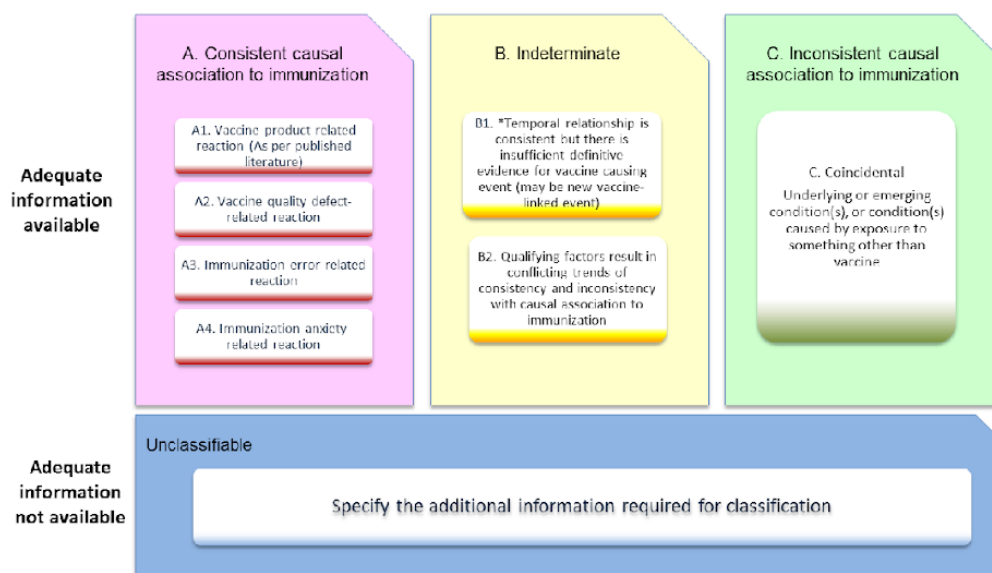 Adequate
information
available
A. Consistent causal
association to immunization
A1. Vaccine product related
reaction (As per published
literature)
A2. Vaccine quality defect-
related reaction
A3. Immunization error related
reaction
A4. Immunization anxiety
related reaction
B. Indeterminate
B1. *Temporal relationship is
consistent but there is
insufficient definitive
evidence for vaccine causing
event (may be new vaccine-
linked event)
B2. Qualifying factors result in
conflicting trends of
consistency and inconsistency
with causal association to
immunization
C. Inconsistent causal
association to immunization
C. Coincidental
Underlying or emerging
condition(s), or condition(s)
caused by exposure to
something other than
vaccine
Adequate
information
not available
Unclassifiable
Specify the additional information required for classification